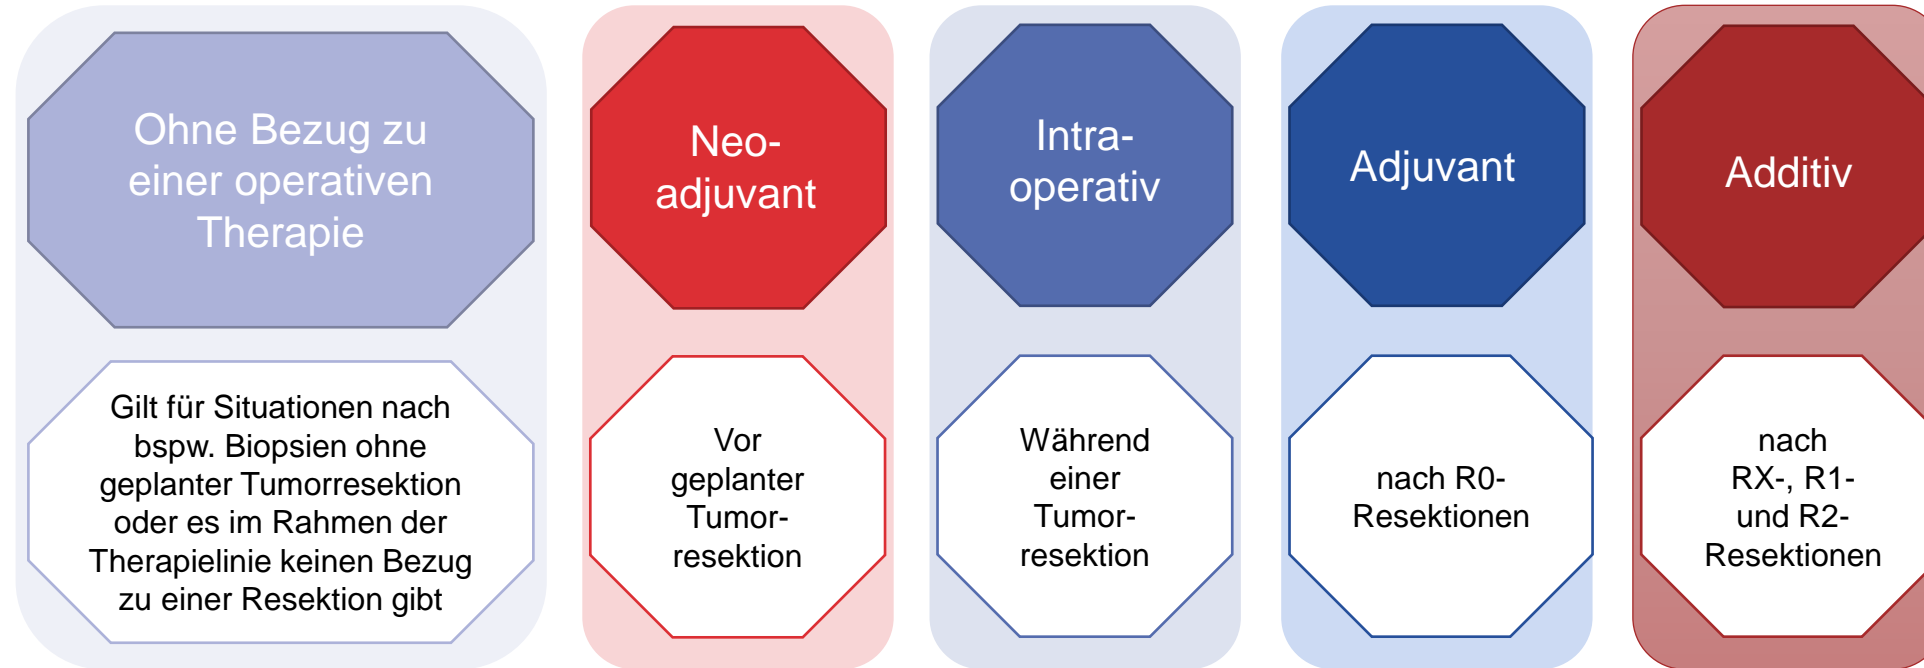 Ohne Bezug zu
einer operativen
Therapie
Gilt für Situationen nach
bspw. Biopsien ohne
geplanter Tumorresektion
oder es im Rahmen der
Therapielinie keinen Bezug
zu einer Resektion gibt
Neo-
adjuvant
Vor
geplanter
Tumor-
resektion
Intra-
operativ
Während
einer
Tumor-
resektion
Adjuvant
nach R0-
Resektionen
Additiv
nach
RX-, R1-
und R2-
Resektionen